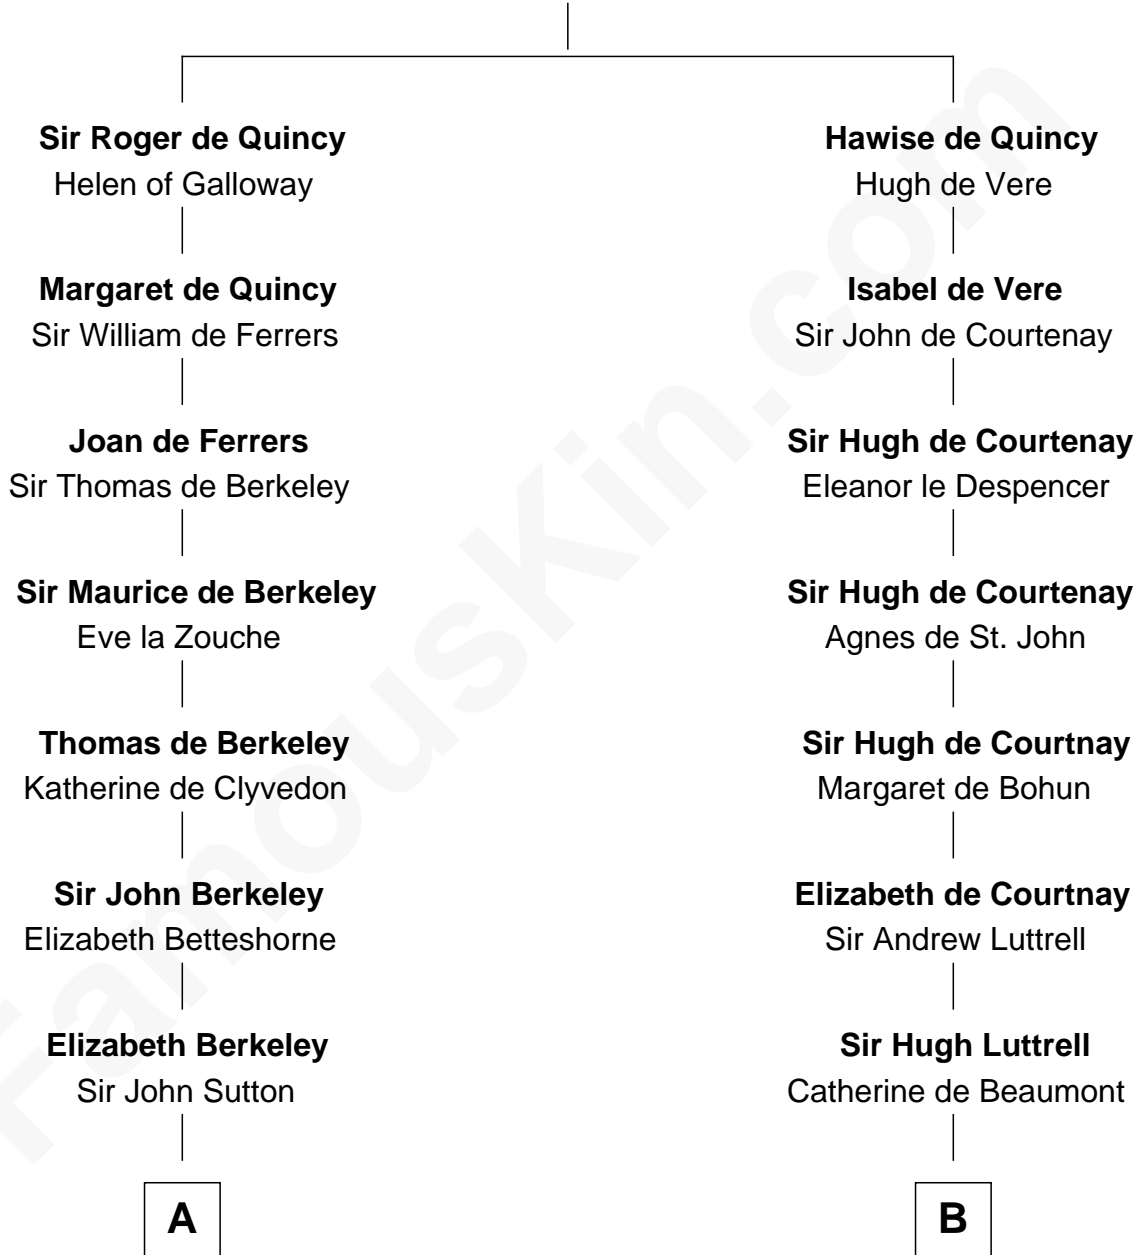 Sir Roger de Quincy
Helen of Galloway
Margaret de Quincy
Sir William de Ferrers
Joan de Ferrers
Sir Thomas de Berkeley
Sir Maurice de Berkeley
Eve la Zouche
Thomas de Berkeley
Katherine de Clyvedon
Sir John Berkeley
Elizabeth Betteshorne
Elizabeth Berkeley
Sir John Sutton
A
Hawise de Quincy
Hugh de Vere
Isabel de Vere
Sir John de Courtenay
Sir Hugh de Courtenay
Eleanor le Despencer
Sir Hugh de Courtenay
Agnes de St. John
Sir Hugh de Courtnay
Margaret de Bohun
Elizabeth de Courtnay
Sir Andrew Luttrell
Sir Hugh Luttrell
Catherine de Beaumont
B
FamousKin.com